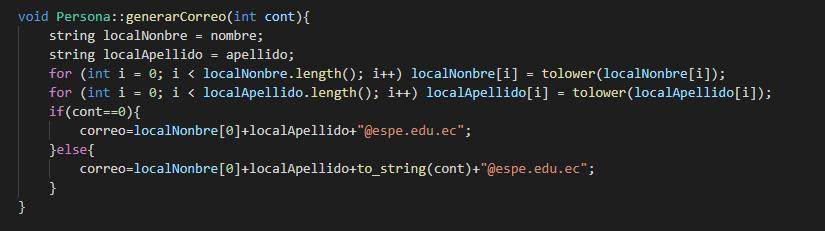 void Persona::generarCorreo(int cont){
    string localNonbre = nombre;
    string localApellido = apellido;
    for (int i = 0; i < localNonbre.length(); i++) localNonbre[i] = tolower(localNonbre[i]);
    for (int i = 0; i < localApellido.length(); i++) localApellido[i] = tolower(localApellido[i]);
    if(cont==0){
        correo=localNonbre[0]+localApellido+"@espe.edu.ec";
    }else{
        correo=localNonbre[0]+localApellido+to_string(cont)+"@espe.edu.ec";
    }
}